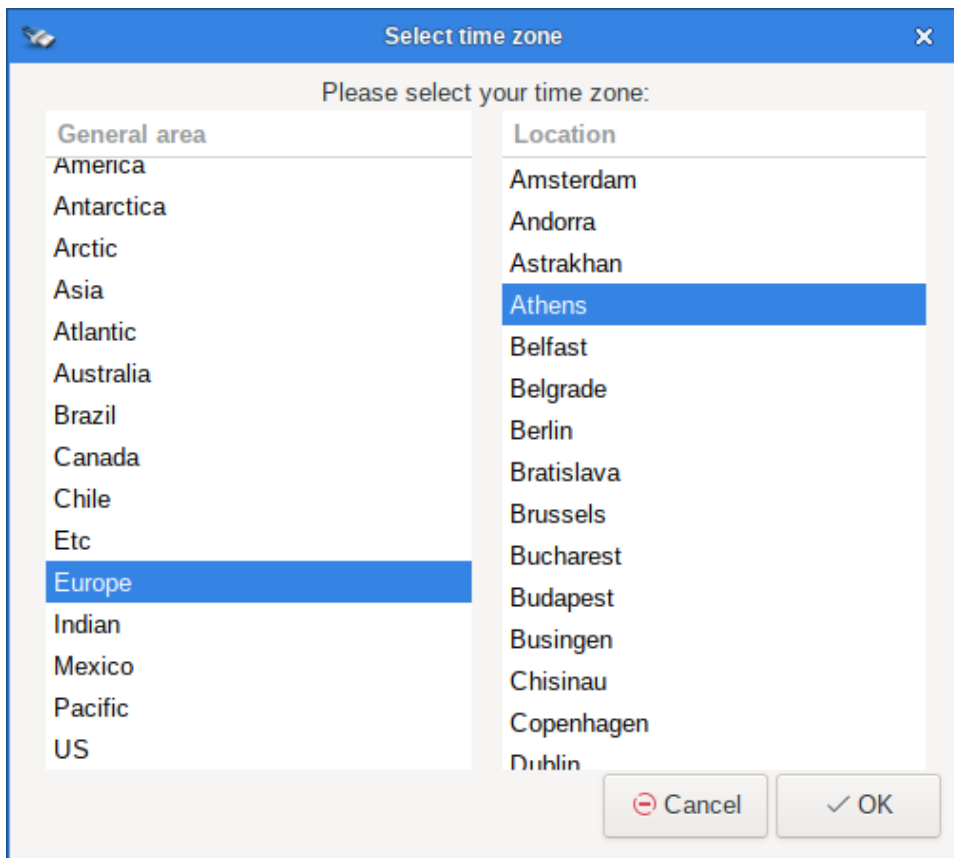 Select time zone
Please select your time zone:
General area
America
Antarctica
Arctic
Asia
Atlantic
Australia
Brazil
Canada
Chile
Etc
Europe
Indian
Mexico
Pacific
US
Location
Amsterdam
Andorra
Astrakhan
Athens
Belfast
Belgrade
Berlin
Bratislava
Brussels
Bucharest
Budapest
Busingen
Chisinau
Copenhagen
Dublin
Cancel
OK